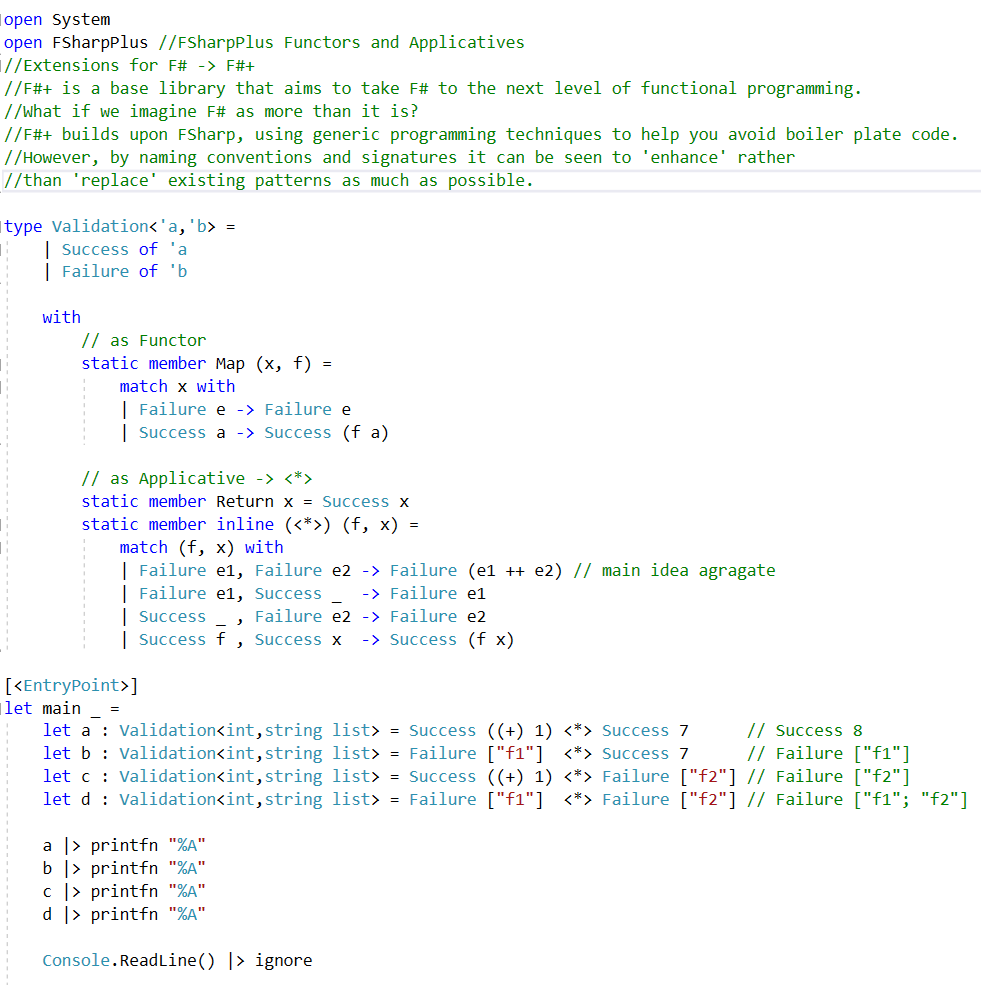 open System
open FSharpPlus //FSharpPlus Functors and Applicatives
//Extensions for F# -> F#+
//F#+ is a base library that aims to take F# to the next level of functional programming.
//What if we imagine F# as more than it is?
//F#+ builds upon FSharp, using generic programming techniques to help you avoid boiler plate code.
//However, by naming conventions and signatures it can be seen to 'enhance' rather
//than 'replace' existing patterns as much as possible.
type Validation<'a,'b> =
    | Success of 'a
    | Failure of 'b
    with
        // as Functor
        static member Map (x, f) =
            match x with
            | Failure e -> Failure e
            | Success a -> Success (f a)
        // as Applicative -> <*>
        static member Return x = Success x
        static member inline (<*>) (f, x) =
            match (f, x) with
            | Failure e1, Failure e2 -> Failure (e1 ++ e2) // main idea agragate
            | Failure e1, Success _  -> Failure e1
            | Success _ , Failure e2 -> Failure e2
            | Success f , Success x  -> Success (f x)
[<EntryPoint>]
let main _ =
    let a : Validation<int,string list> = Success ((+) 1) <*> Success 7      // Success 8
    let b : Validation<int,string list> = Failure ["f1"]  <*> Success 7      // Failure ["f1"]
    let c : Validation<int,string list> = Success ((+) 1) <*> Failure ["f2"] // Failure ["f2"]
    let d : Validation<int,string list> = Failure ["f1"]  <*> Failure ["f2"] // Failure ["f1"; "f2"]
    a |> printfn "%A"
    b |> printfn "%A"
    c |> printfn "%A"
    d |> printfn "%A"
    Console.ReadLine() |> ignore